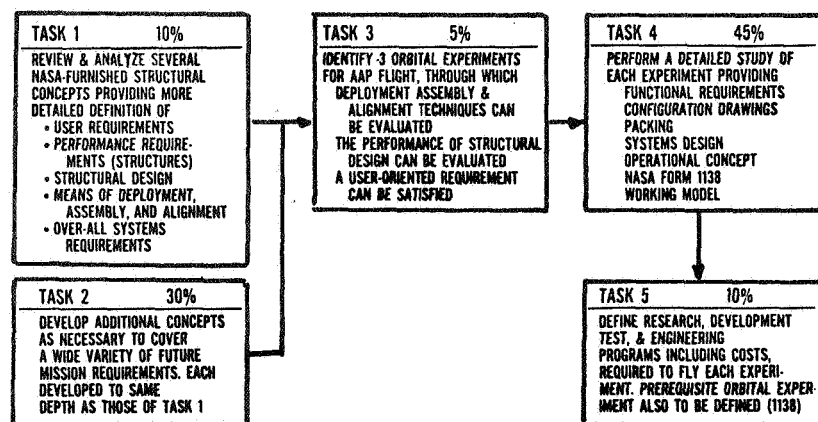 TASK 1 10%
REVIEW & ANALYZE SEVERAL
NASA-FURNISHED STRUCTURAL
CONCEPTS PROVIDING MORE
DETAILED DEFINITION OF
• USER REQUIREMENTS
• PERFORMANCE REQUIRE-
MENTS (STRUCTURES)
• STRUCTURAL DESIGN
• MEANS OF DEPLOYMENT,
ASSEMBLY, AND ALIGNMENT
• OVER-ALL SYSTEMS
REQUIREMENTS
TASK 2 30%
DEVELOP ADDITIONAL CONCEPTS
AS NECESSARY TO COVER
A WIDE VARIETY OF FUTURE
MISSION REQUIREMENTS. EACH
DEVELOPED TO SAME
DEPTH AS THOSE OF TASK 1
TASK 3 5%
IDENTIFY 3 ORBITAL EXPERIMENTS
FOR AAP FLIGHT, THROUGH WHICH
DEPLOYMENT ASSEMBLY &
ALIGNMENT TECHNIQUES CAN
BE EVALUATED
THE PERFORMANCE OF STRUCTURAL
DESIGN CAN BE EVALUATED
A USER-ORIENTED REQUIREMENT
CAN BE SATISFIED
TASK 4 45%
PERFORM A DETAILED STUDY OF
EACH EXPERIMENT PROVIDING
FUNCTIONAL REQUIREMENTS
CONFIGURATION DRAWINGS
PACKING
SYSTEMS DESIGN
OPERATIONAL CONCEPT
NASA FORM 1138
WORKING MODEL
TASK 5 10%
DEFINE RESEARCH, DEVELOPMENT
TEST, & ENGINEERING
PROGRAMS INCLUDING COSTS,
REQUIRED TO FLY EACH EXPERI-
MENT. PREREQUISITE ORBITAL EXPER-
IMENT ALSO TO BE DEFINED (1138)